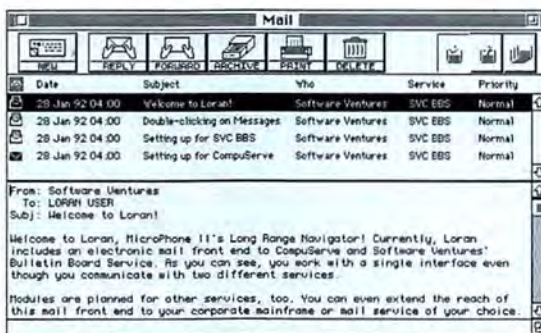 Mail
NEW REPLY FORWARD ARCHIVE PRINT DELETE
Date Subject Who Service Priority
28 Jan 92 04:00 Welcome to Loran! Software Ventures SVC BBS Normal
28 Jan 92 04:00 Double-clicking on Messages Software Ventures SVC BBS Normal
28 Jan 92 04:00 Setting up for SVC BBS Software Ventures SVC BBS Normal
28 Jan 92 04:00 Setting up for CompuServe Software Ventures SVC BBS Normal
From: Software Ventures
To: LORAN USER
Subj: Welcome to Loran!
Welcome to Loran, MicroPhone II's Long Range Navigator! Currently, Loran
includes an electronic mail front end to CompuServe and Software Ventures'
Bulletin Board Service. As you can see, you work with a single interface even
though you communicate with two different services.
Modules are planned for other services, too. You can even extend the reach of
this mail front end to your corporate mainframe or mail service of your choice.